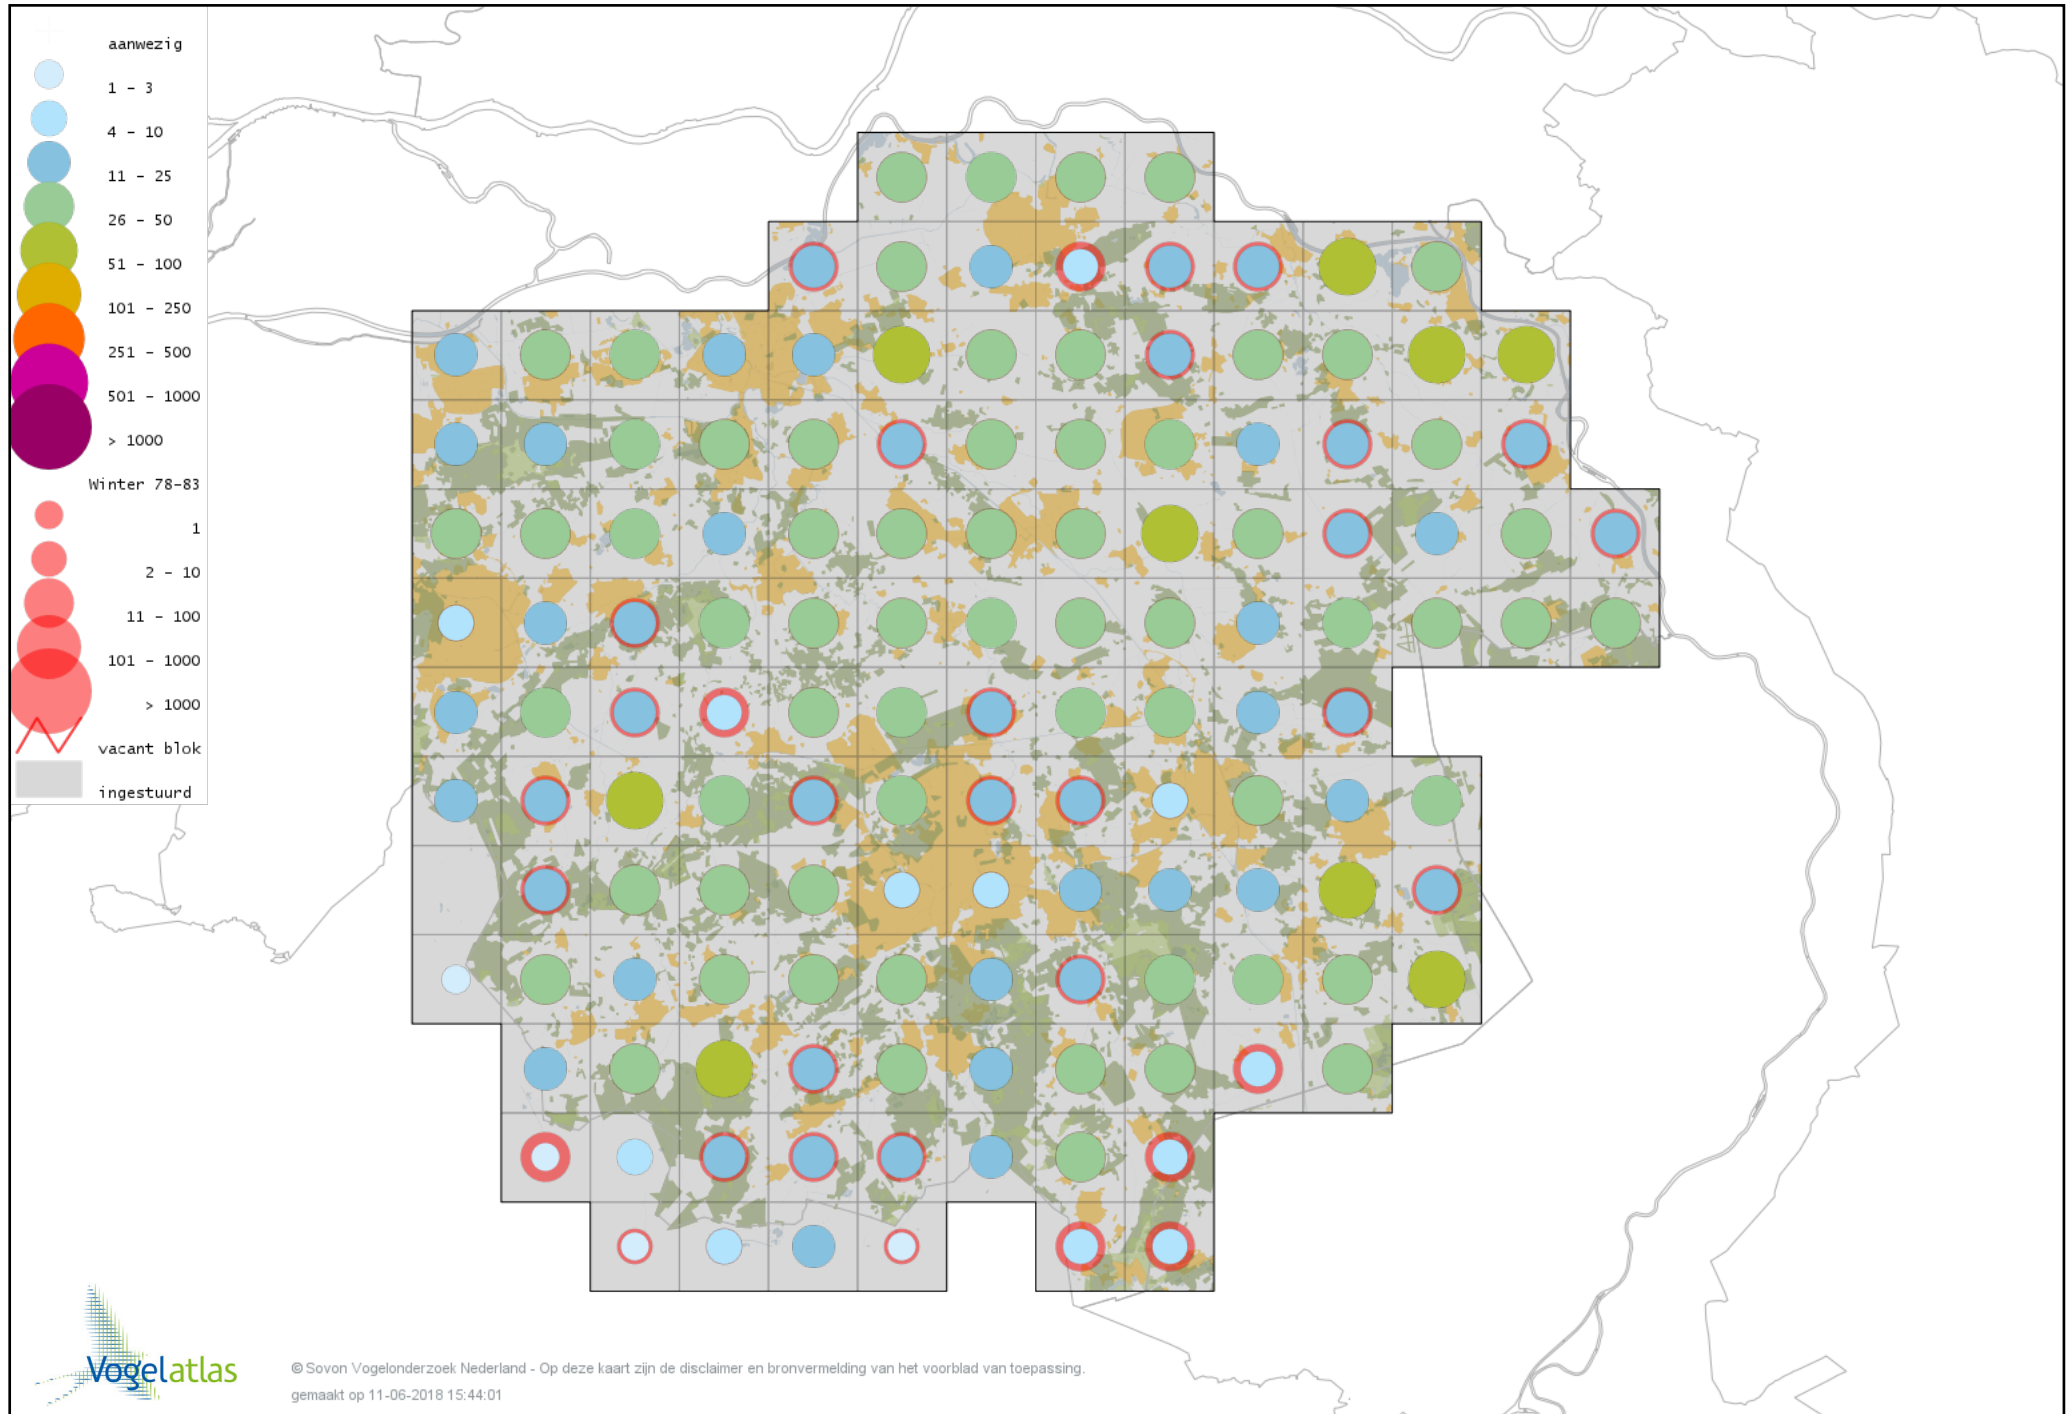 aanwezig
1 - 3
4 - 10
11 - 25
26 - 50
51 - 100
101 - 250
251 - 500
501 - 1000
> 1000
Winter 78-83
1
2 - 10
11 - 100
101 - 1000
> 1000
vacant blok
ingestuurd
Vogelatlas
© Sovon Vogelonderzoek Nederland - Op deze kaart zijn de disclaimer en bronvermelding van het voorblad van toepassing.
gemaakt op 11-06-2018 15:44:01